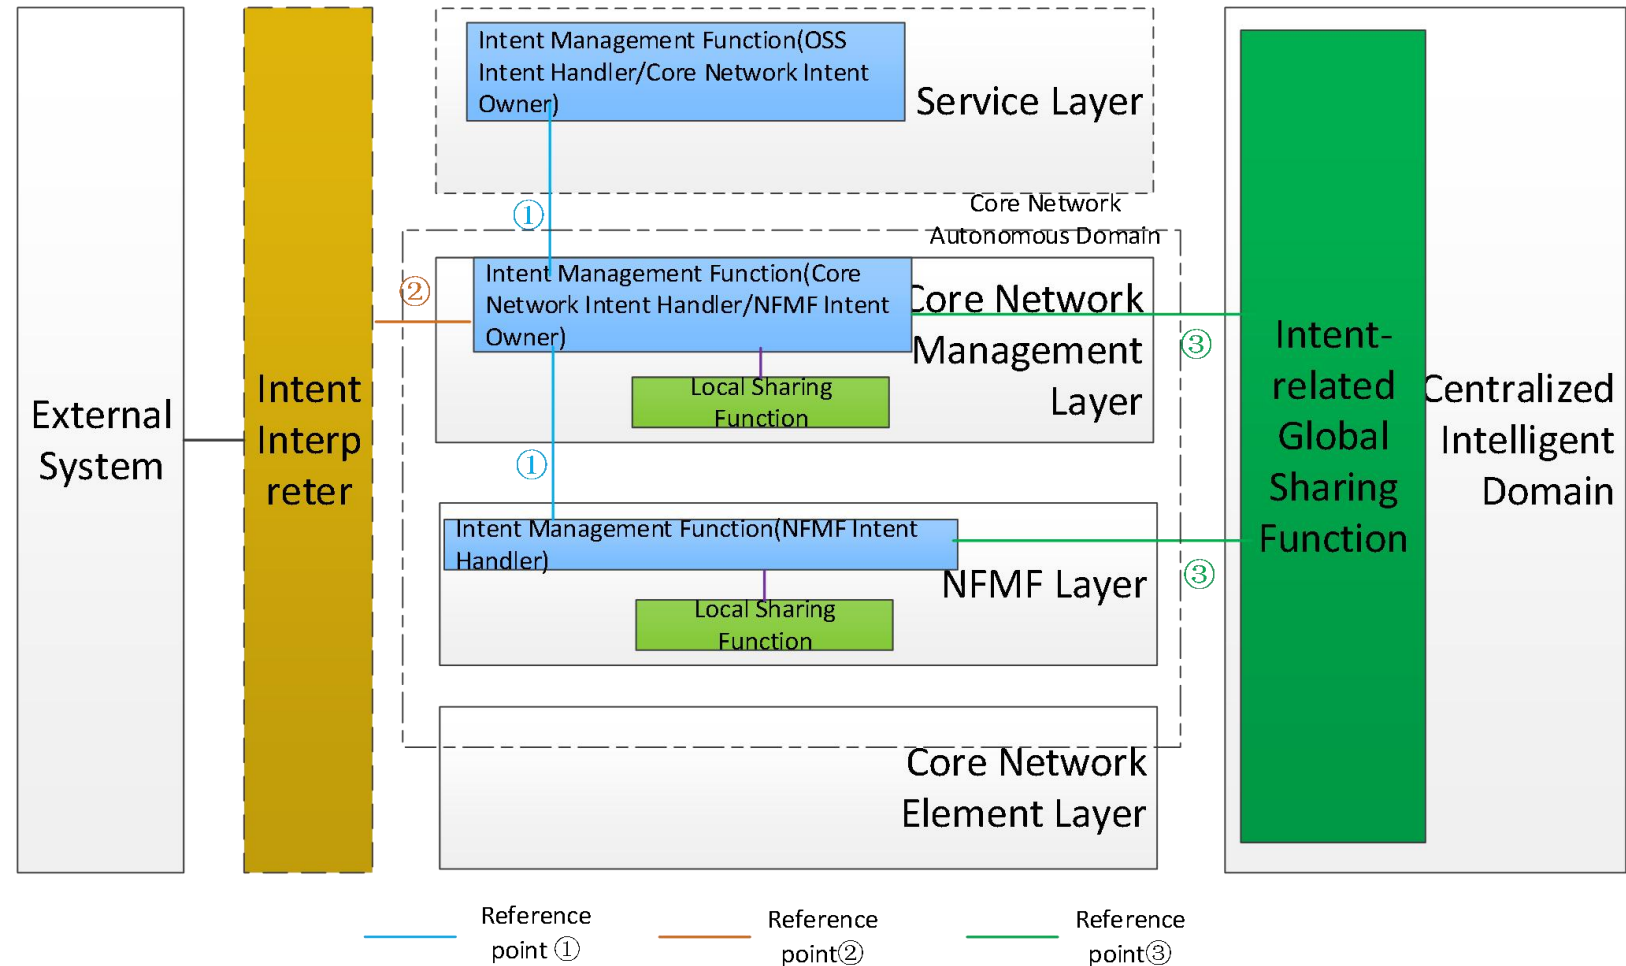 Intent Management Function(OSS
Intent Handler/Core Network Intent
Owner)
Service Layer
①
Core Network
Autonomous Domain
②
Intent Management Function(Core
Network Intent Handler/NFMF Intent
Owner)
Core Network
Management
Layer
③
Local Sharing
Function
External
System
Intent
Interp
reter
Intent-
related
Global
Sharing
Function
Centralized
Intelligent
Domain
①
Intent Management Function(NFMF Intent
Handler)
NFMF Layer
③
Local Sharing
Function
Core Network
Element Layer
Reference
point ①
Reference
point②
Reference
point③